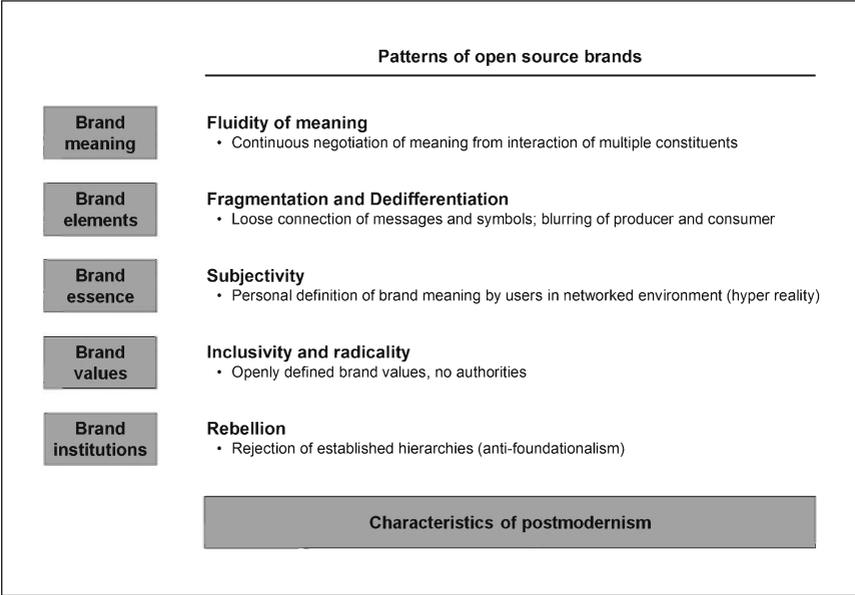 Patterns of open source brands
Brand
meaning
Fluidity of meaning
• Continuous negotiation of meaning from interaction of multiple constituents
Brand
elements
Fragmentation and Dedifferentiation
• Loose connection of messages and symbols; blurring of producer and consumer
Brand
essence
Subjectivity
• Personal definition of brand meaning by users in networked environment (hyper reality)
Brand
values
Inclusivity and radicality
• Openly defined brand values, no authorities
Brand
institutions
Rebellion
• Rejection of established hierarchies (anti-foundationalism)
Characteristics of postmodernism